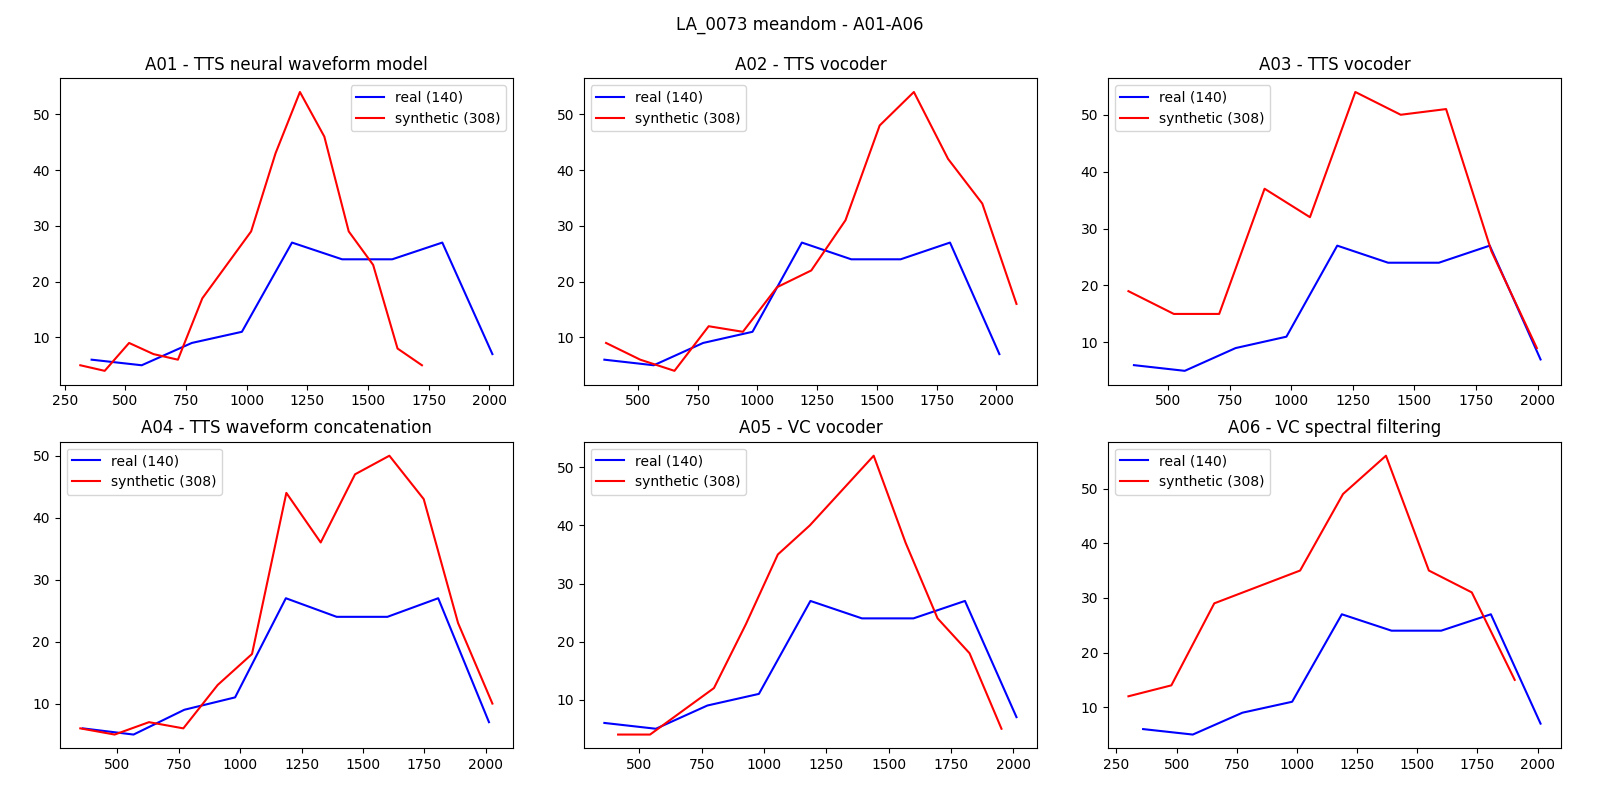 LA_0073 meandom - A01-A06
A01 - TTS neural waveform model
real (140)
synthetic (308)
50
40
30
20
10
250 500 750 1000 1250 1500 1750 2000
A02 - TTS vocoder
real (140)
synthetic (308)
50
40
30
20
10
500 750 1000 1250 1500 1750 2000
A03 - TTS vocoder
real (140)
synthetic (308)
50
40
30
20
10
500 750 1000 1250 1500 1750 2000
A04 - TTS waveform concatenation
real (140)
synthetic (308)
50
40
30
20
10
500 750 1000 1250 1500 1750 2000
A05 - VC vocoder
real (140)
synthetic (308)
50
40
30
20
10
500 750 1000 1250 1500 1750 2000
A06 - VC spectral filtering
real (140)
synthetic (308)
50
40
30
20
10
250 500 750 1000 1250 1500 1750 2000